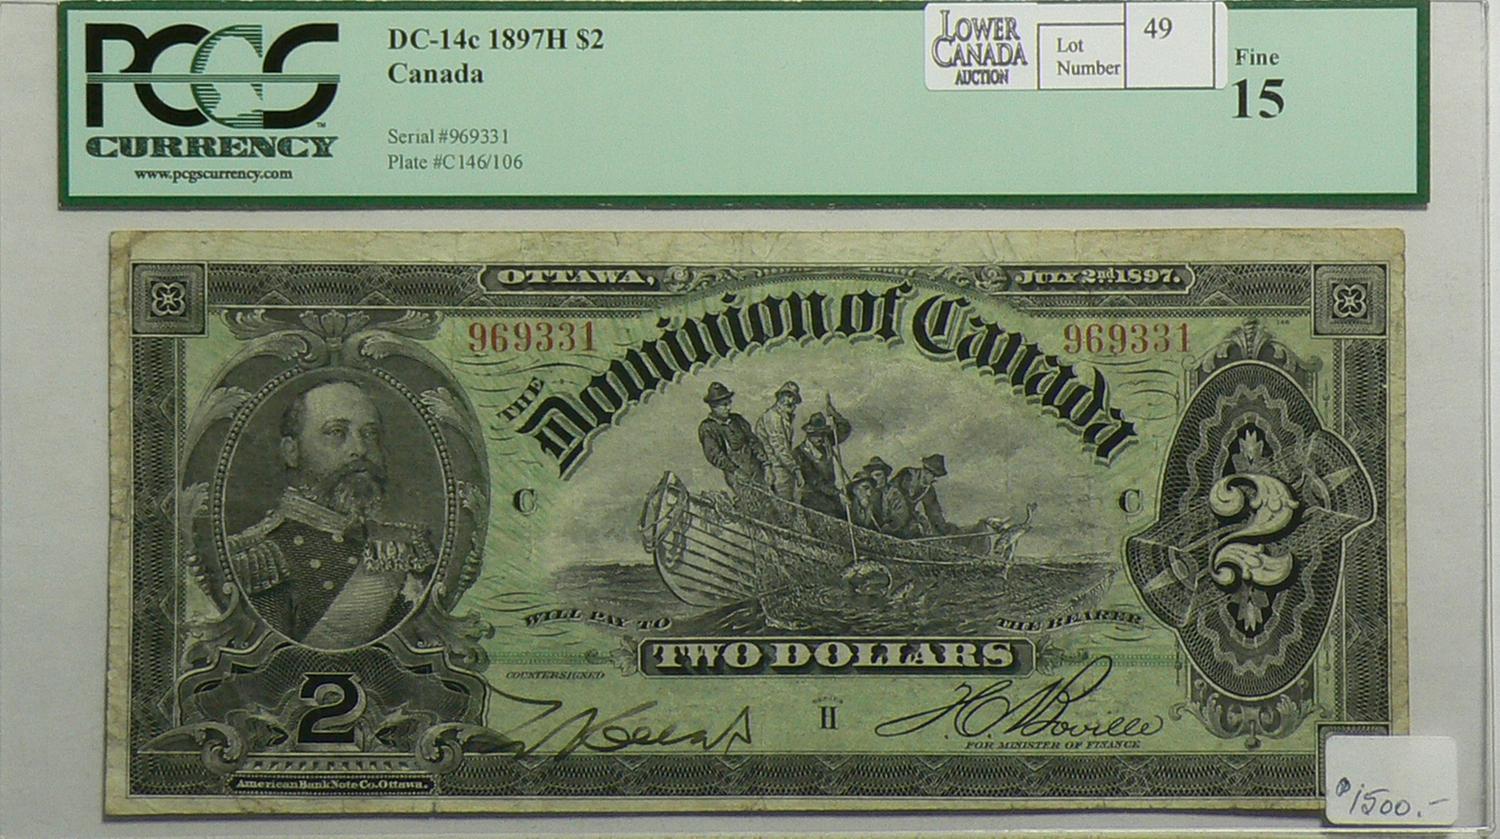 PCGS
CURRENCY
www.pcgscurrency.com
DC-14c 1897H $2
Canada
Serial #969331
Plate #C146/106
LOWER
CANADA
AUCTION
Lot
Number
49
Fine
15
OTTAWA,
JULY 2nd 1897.
969331
969331
THE Dominion of Canada
C
C
WILL PAY TO
THE BEARER
TWO DOLLARS
2
2
COUNTERSIGNED
SERIES
H
H.C. Boville
FOR MINISTER OF FINANCE
American Bank Note Co. Ottawa.
$1500.-